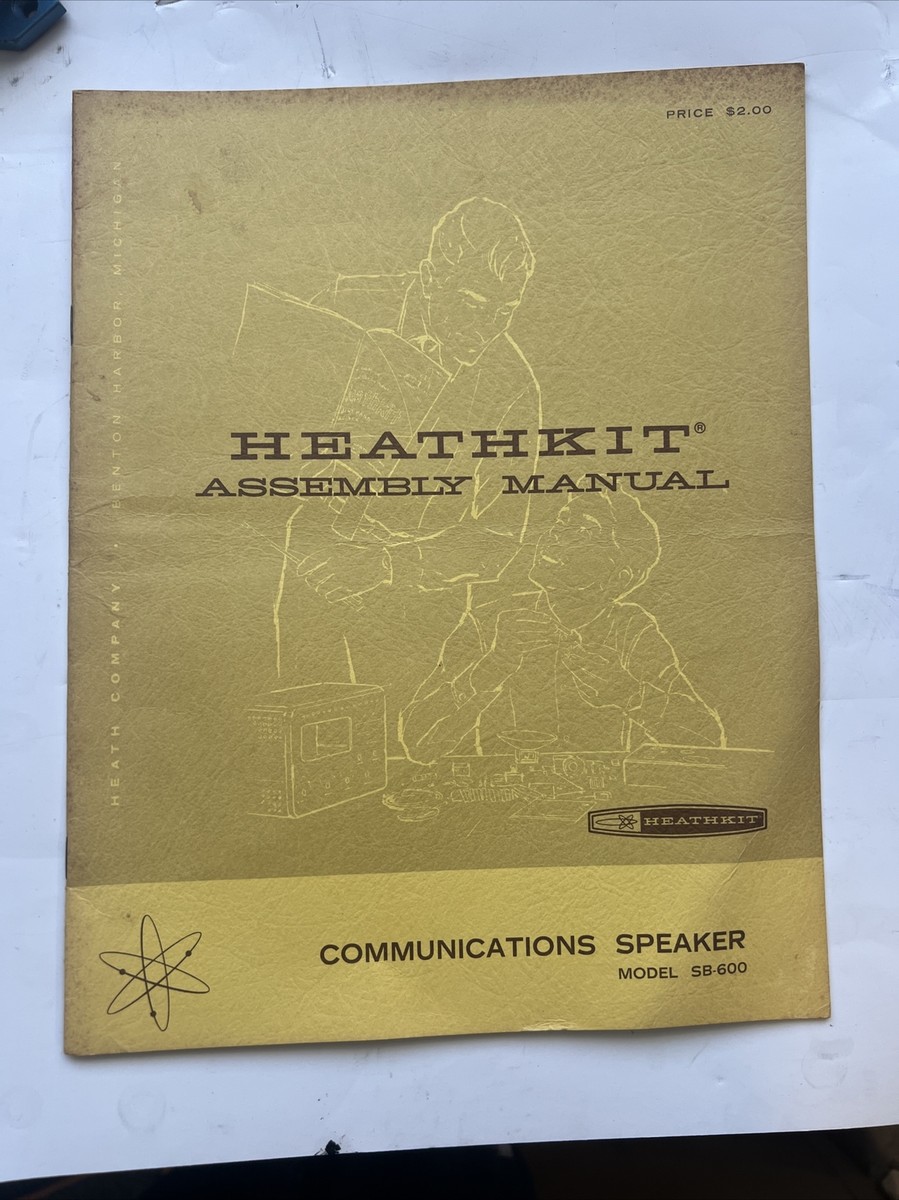 PRICE $2.00
HEATH COMPANY • BENTON HARBOR MICHIGAN
HEATHKIT®
ASSEMBLY MANUAL
HEATHKIT
COMMUNICATIONS SPEAKER
MODEL SB-600